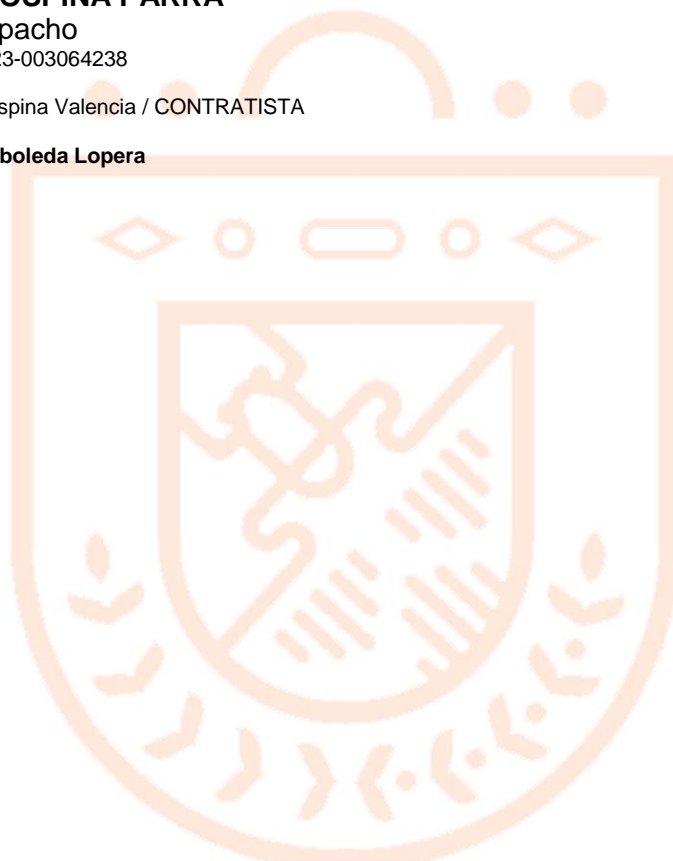 OSPINA PARRA
pacho
23-003064238
spina Valencia / CONTRATISTA
boleda Lopera